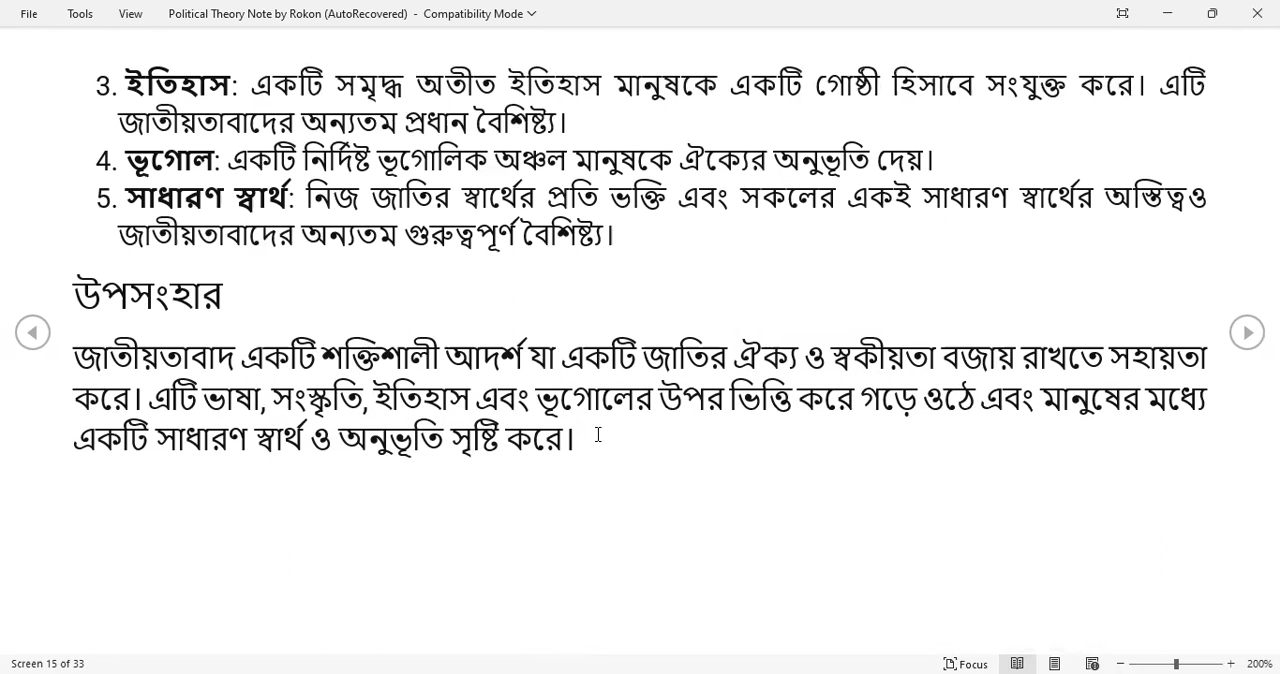 File Tools View Political Theory Note by Rokon (AutoRecovered) - Compatibility Mode
3. ইতিহাস: একটি সমৃদ্ধ অতীত ইতিহাস মানুষকে একটি গোষ্ঠী হিসাবে সংযুক্ত করে। এটি
জাতীয়তাবাদের অন্যতম প্রধান বৈশিষ্ট্য।
4. ভূগোল: একটি নির্দিষ্ট ভূগোলিক অঞ্চল মানুষকে ঐক্যের অনুভূতি দেয়।
5. সাধারণ স্বার্থ: নিজ জাতির স্বার্থের প্রতি ভক্তি এবং সকলের একই সাধারণ স্বার্থের অস্তিত্বও
জাতীয়তাবাদের অন্যতম গুরুত্বপূর্ণ বৈশিষ্ট্য।
উপসংহার
জাতীয়তাবাদ একটি শক্তিশালী আদর্শ যা একটি জাতির ঐক্য ও স্বকীয়তা বজায় রাখতে সহায়তা
করে। এটি ভাষা, সংস্কৃতি, ইতিহাস এবং ভূগোলের উপর ভিত্তি করে গড়ে ওঠে এবং মানুষের মধ্যে
একটি সাধারণ স্বার্থ ও অনুভূতি সৃষ্টি করে।
Screen 15 of 33 Focus 200%